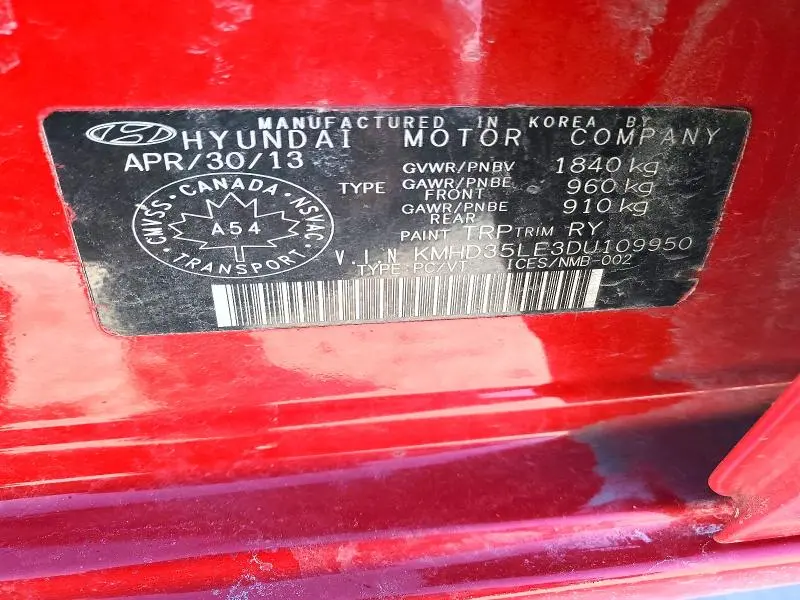 MANUFACTURED IN KOREA BY
HYUNDAI MOTOR COMPANY
APR/30/13
GVWR/PNBV 1840 kg
TYPE
GAWR/PNBE FRONT 960 kg
GAWR/PNBE REAR 910 kg
PAINT TRP TRIM RY
CMVSS · CANADA · NSVAC
A54
TRANSPORT
V.I.N KMHD35LE3DU109950
TYPE: PC/VT ICES/NMB-002